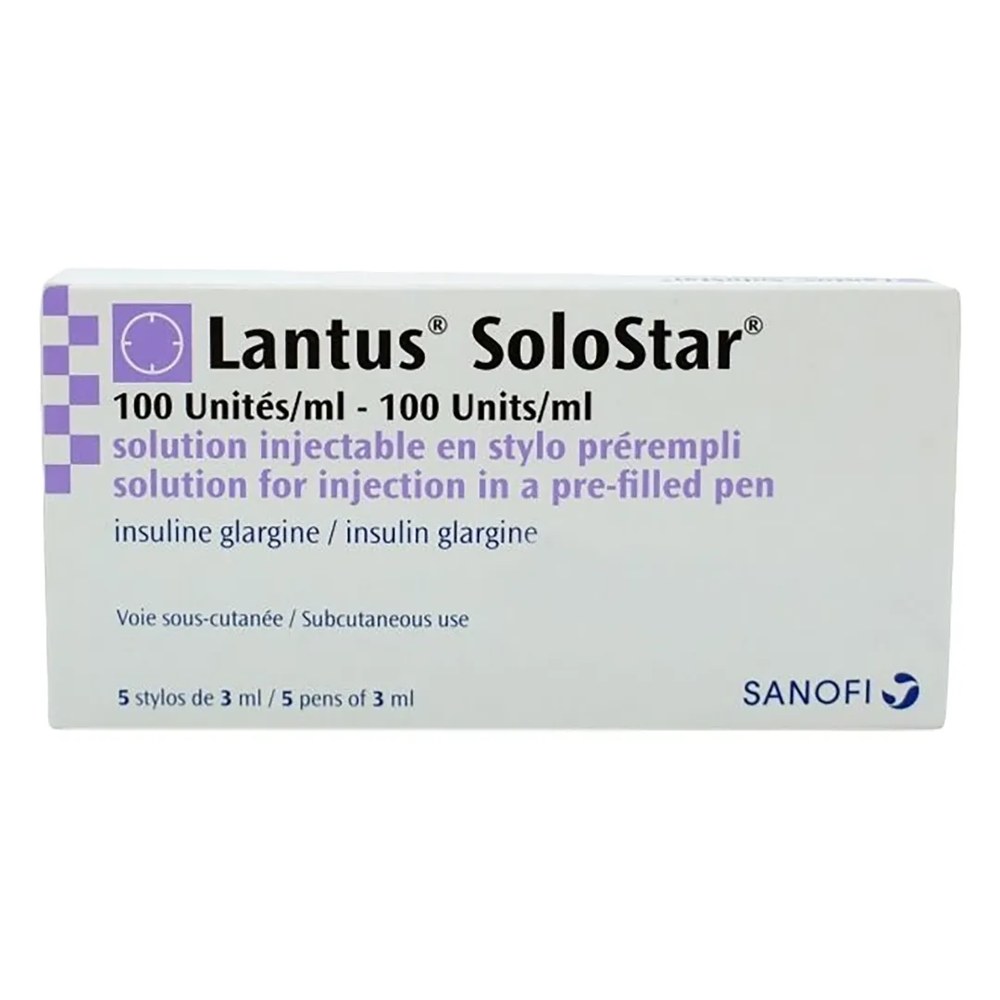 Lantus® SoloStar®
100 Unités/ml - 100 Units/ml
solution injectable en stylo prérempli
solution for injection in a pre-filled pen
insuline glargine / insulin glargine
Voie sous-cutanée / Subcutaneous use
5 stylos de 3 ml / 5 pens of 3 ml
SANOFI